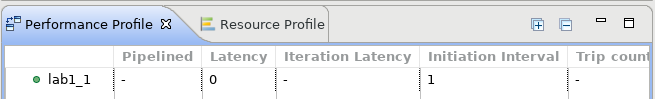 Performance Profile Resource Profile
Pipelined Latency Iteration Latency Initiation Interval Trip count
lab1_1 - 0 - 1 -